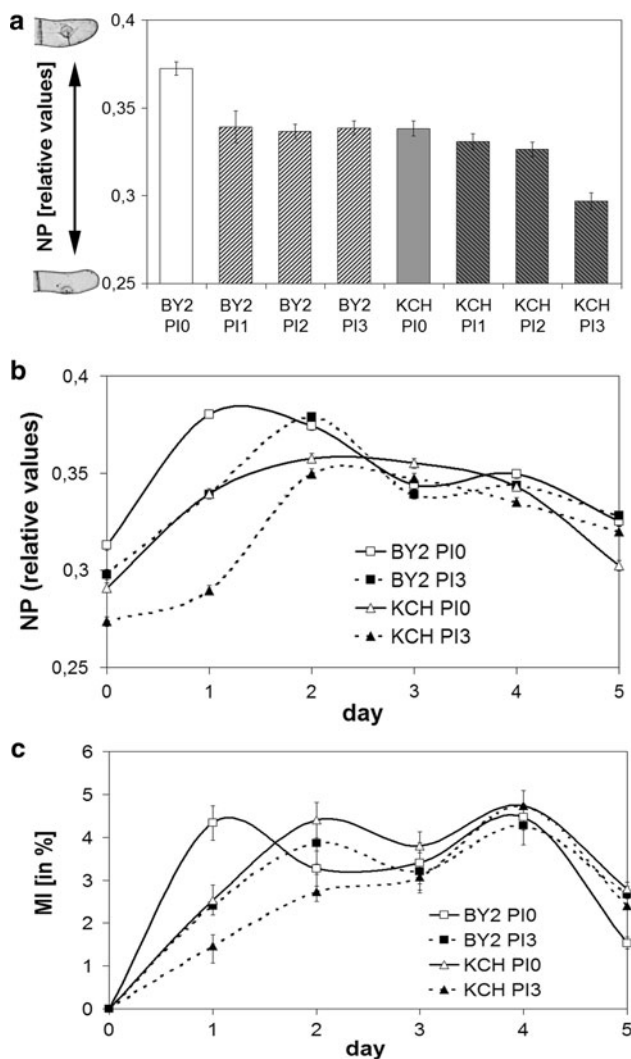 a
NP [relative values]
0,4
0,35
0,3
0,25
BY2 PI0
BY2 PI1
BY2 PI2
BY2 PI3
KCH PI0
KCH PI1
KCH PI2
KCH PI3
b
NP (relative values)
0,4
0,35
0,3
0,25
BY2 PI0
BY2 PI3
KCH PI0
KCH PI3
0 1 2 3 4 5
day
c
MI [in %]
6
5
4
3
2
1
0
BY2 PI0
BY2 PI3
KCH PI0
KCH PI3
0 1 2 3 4 5
day